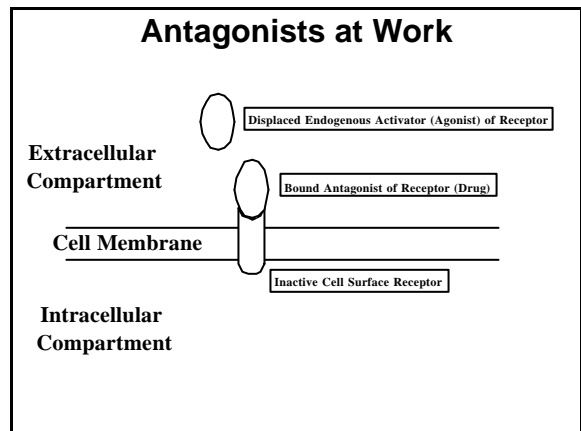 Antagonists at Work
Displaced Endogenous Activator (Agonist) of Receptor
Extracellular
Compartment
Bound Antagonist of Receptor (Drug)
Cell Membrane
Inactive Cell Surface Receptor
Intracellular
Compartment